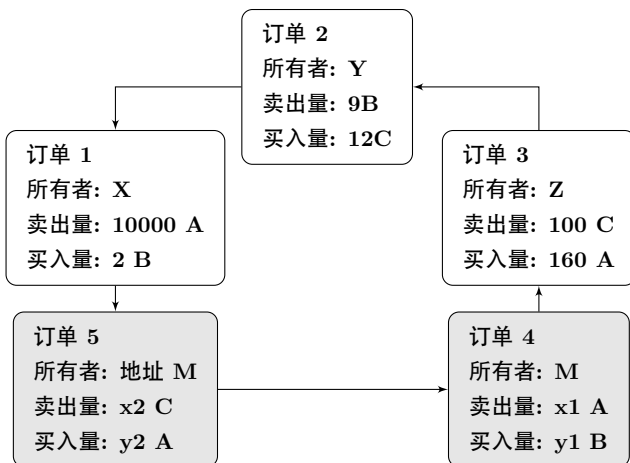 订单 2
所有者: Y
卖出量: 9B
买入量: 12C
订单 1
所有者: X
卖出量: 10000 A
买入量: 2 B
订单 3
所有者: Z
卖出量: 100 C
买入量: 160 A
订单 5
所有者: 地址 M
卖出量: x2 C
买入量: y2 A
订单 4
所有者: M
卖出量: x1 A
买入量: y1 B